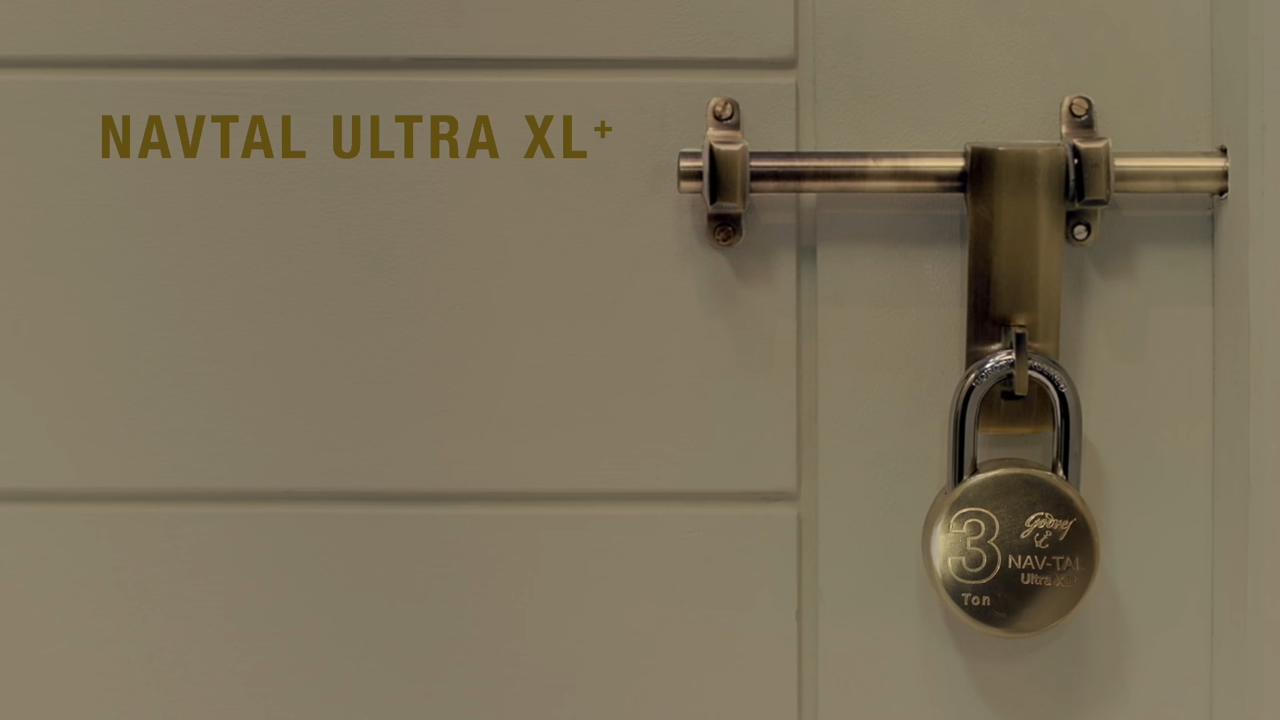 NAVTAL ULTRA XL+
3
Godrej
NAV-TAL
Ultra XL+
Ton